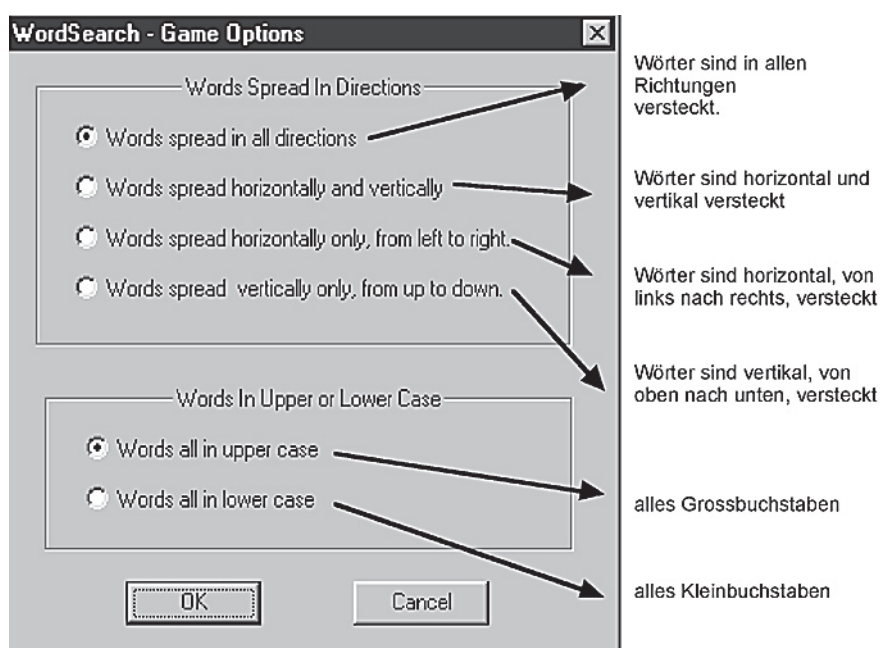 WordSearch - Game Options
Words Spread In Directions
Words spread in all directions
Words spread horizontally and vertically
Words spread horizontally only, from left to right.
Words spread vertically only, from up to down.
Words In Upper or Lower Case
Words all in upper case
Words all in lower case
OK
Cancel
Wörter sind in allen
Richtungen
versteckt.
Wörter sind horizontal und
vertikal versteckt
Wörter sind horizontal, von
links nach rechts, versteckt
Wörter sind vertikal, von
oben nach unten, versteckt
alles Grossbuchstaben
alles Kleinbuchstaben